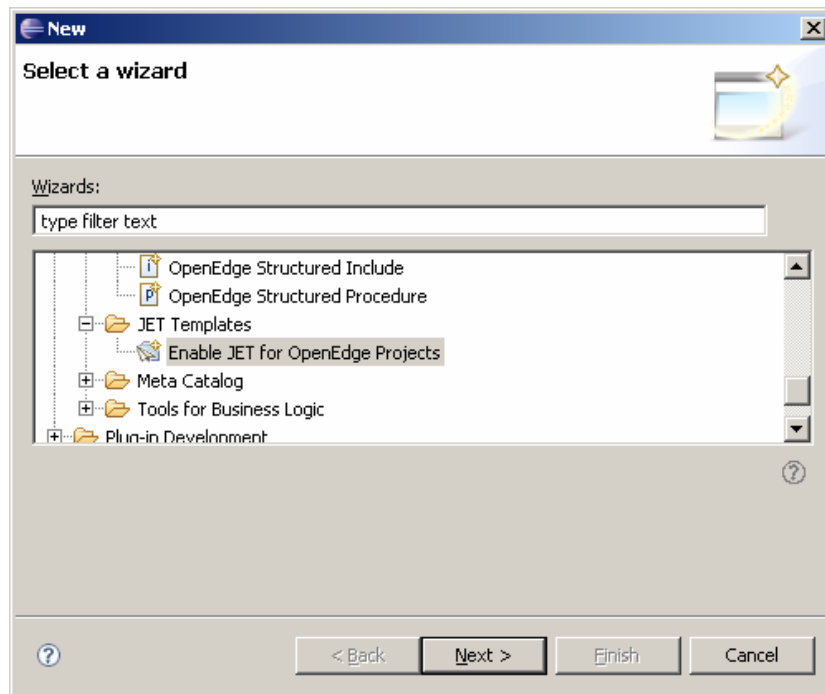 New
Select a wizard
Wizards:
type filter text
OpenEdge Structured Include
OpenEdge Structured Procedure
JET Templates
Enable JET for OpenEdge Projects
Meta Catalog
Tools for Business Logic
Plug-in Development
< Back Next > Finish Cancel